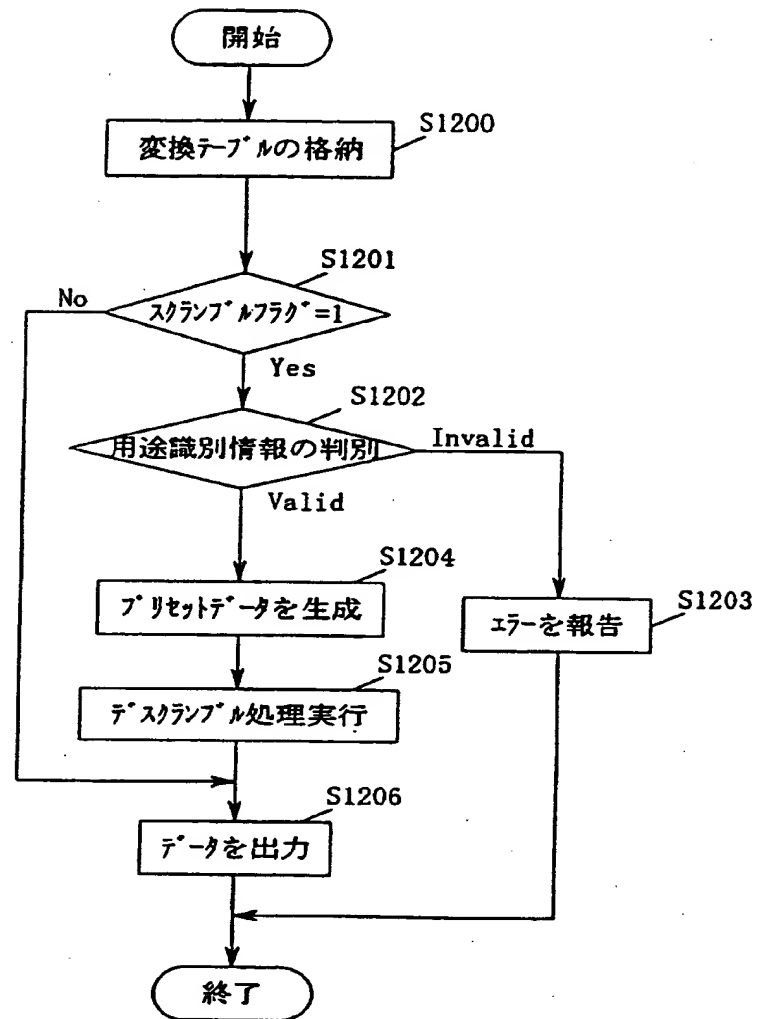 開始
S1200
変換テーブルの格納
S1201
No
スクランブルフラグ=1
Yes
S1202
用途識別情報の判別
Invalid
Valid
S1204
プリセットデータを生成
S1203
エラーを報告
S1205
デスクランブル処理実行
S1206
データを出力
終了